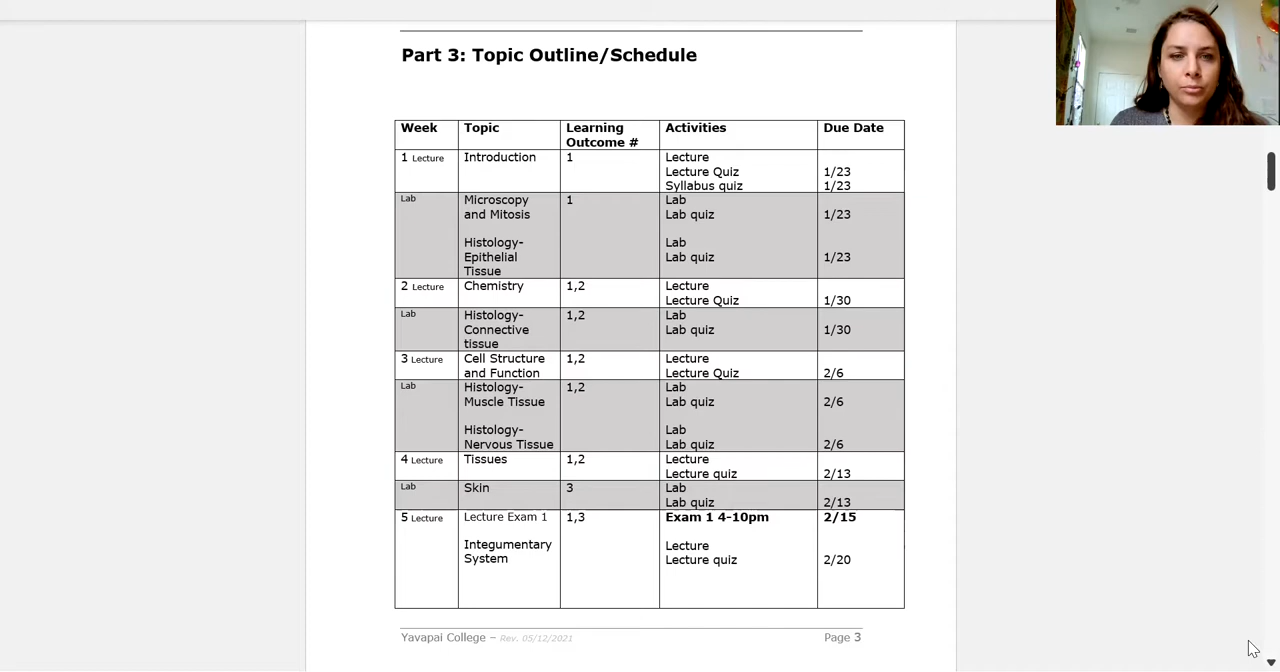 Part 3: Topic Outline/Schedule
Week Topic Learning Outcome # Activities Due Date
1 Lecture Introduction 1 Lecture
Lecture Quiz 1/23
Syllabus quiz 1/23
Lab Microscopy 1 Lab
and Mitosis Lab quiz 1/23
Histology- Lab
Epithelial Lab quiz 1/23
Tissue
2 Lecture Chemistry 1,2 Lecture
Lecture Quiz 1/30
Lab Histology- 1,2 Lab
Connective Lab quiz 1/30
tissue
3 Lecture Cell Structure 1,2 Lecture
and Function Lecture Quiz 2/6
Lab Histology- 1,2 Lab
Muscle Tissue Lab quiz 2/6
Histology- Lab
Nervous Tissue Lab quiz 2/6
4 Lecture Tissues 1,2 Lecture
Lecture quiz 2/13
Lab Skin 3 Lab
Lab quiz 2/13
5 Lecture Lecture Exam 1 1,3 Exam 1 4-10pm 2/15
Integumentary Lecture
System Lecture quiz 2/20
Yavapai College – Rev. 05/12/2021 Page 3